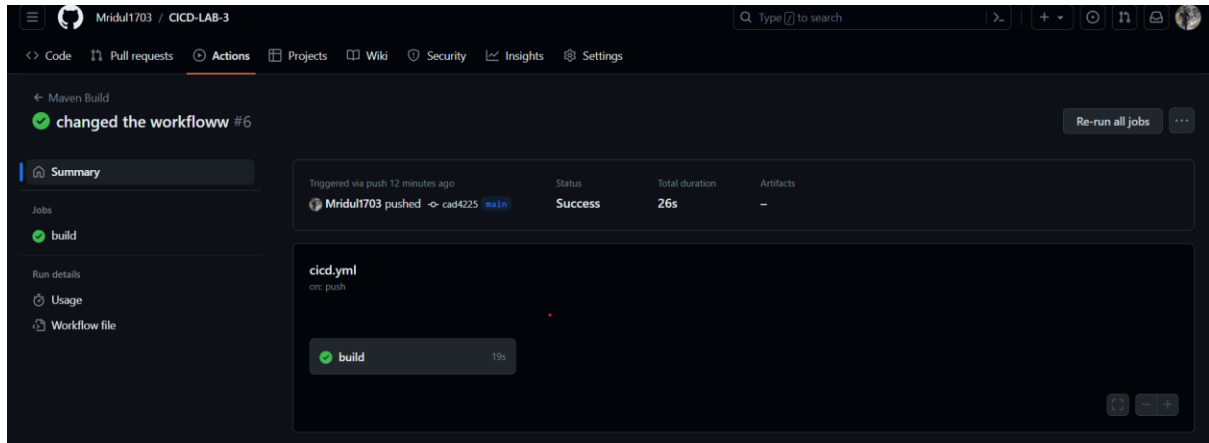 Mridul1703 / CICD-LAB-3
Type / to search
Code Pull requests Actions Projects Wiki Security Insights Settings
← Maven Build
changed the workfloww #6
Re-run all jobs
Summary
Jobs
build
Run details
Usage
Workflow file
Triggered via push 12 minutes ago
Mridul1703 pushed cad4225 main
Status
Success
Total duration
26s
Artifacts
–
cicd.yml
on: push
build 19s